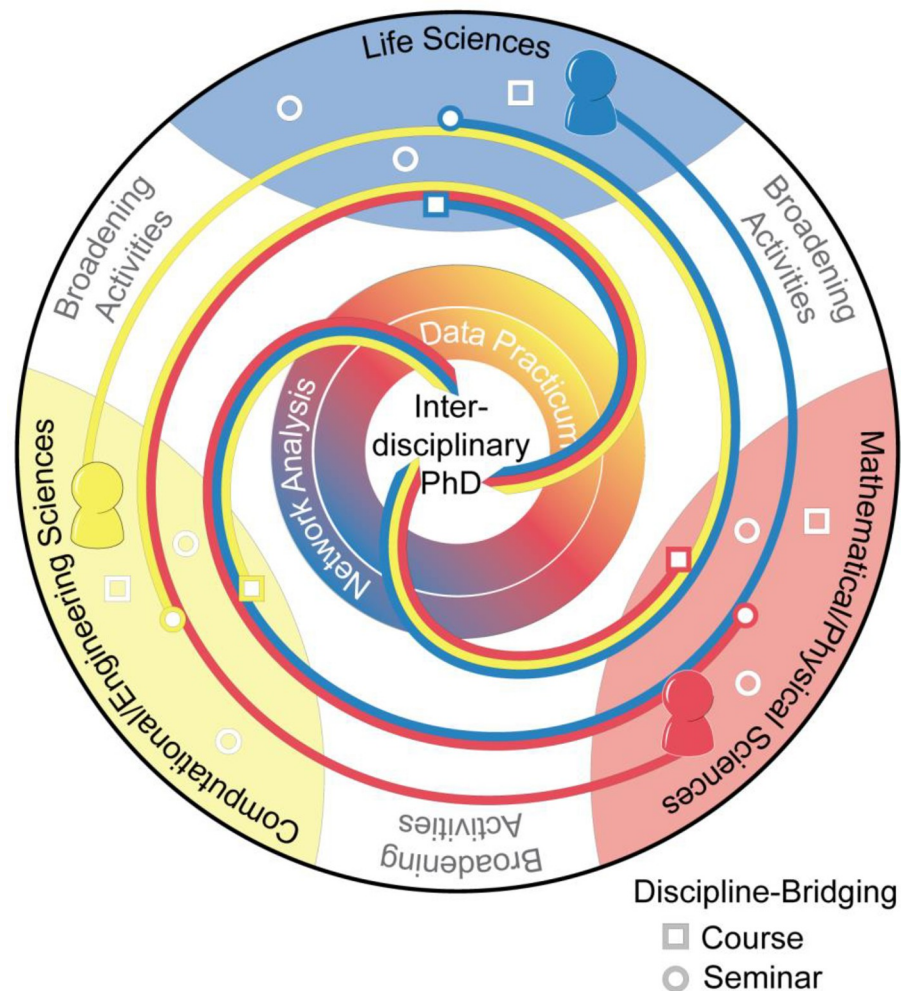 Life Sciences
Broadening
Activities
Broadening
Activities
Data Practicum
Network Analysis
Inter-
disciplinary
PhD
Computational/Engineering Sciences
Mathematical/Physical Sciences
Broadening
Activities
Discipline-Bridging
Course
Seminar